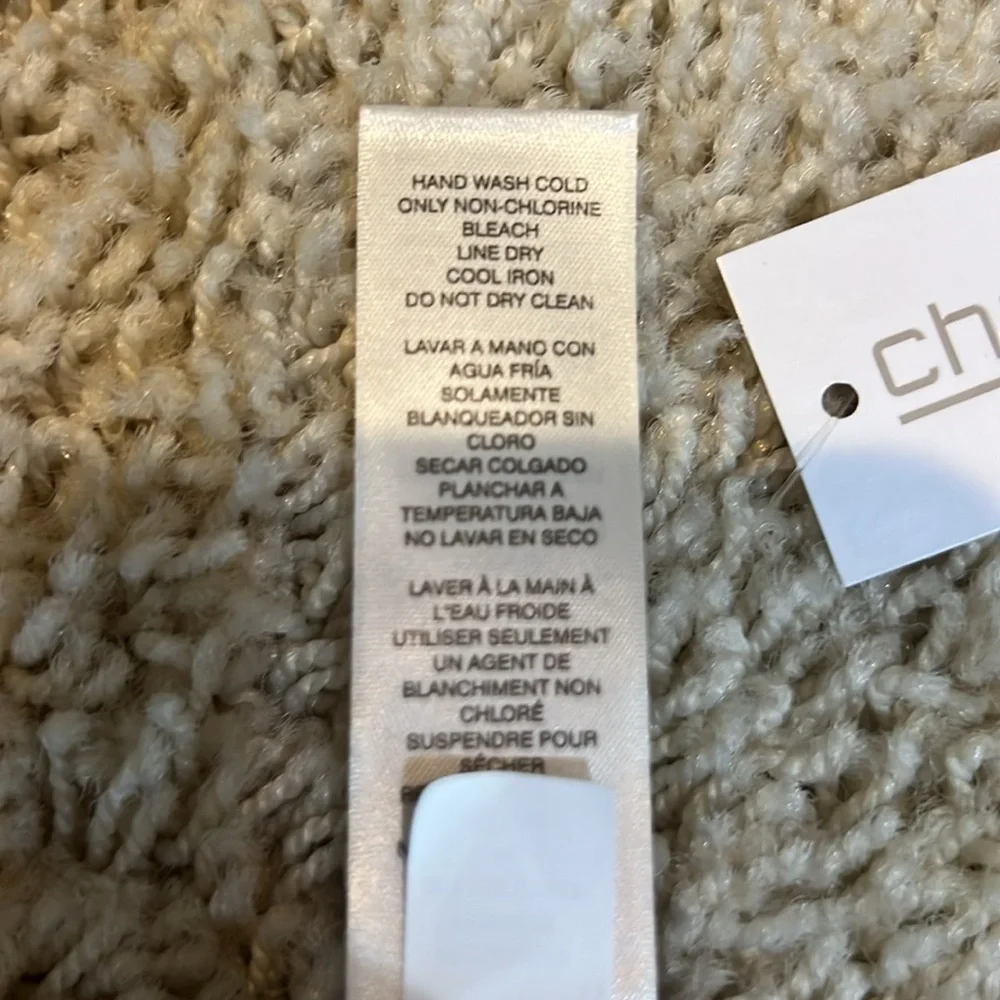 HAND WASH COLD
ONLY NON-CHLORINE
BLEACH
LINE DRY
COOL IRON
DO NOT DRY CLEAN
LAVAR A MANO CON
AGUA FRÍA
SOLAMENTE
BLANQUEADOR SIN
CLORO
SECAR COLGADO
PLANCHAR A
TEMPERATURA BAJA
NO LAVAR EN SECO
LAVER À LA MAIN À
L'EAU FROIDE
UTILISER SEULEMENT
UN AGENT DE
BLANCHIMENT NON
CHLORÉ
SUSPENDRE POUR
SÉCHER
ch